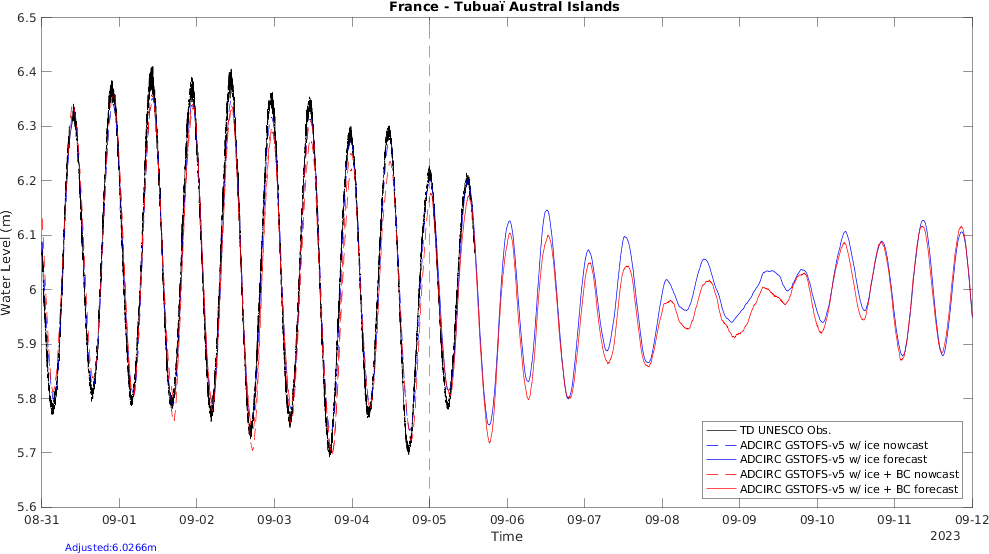 France - Tubuaï Austral Islands
6.5
6.4
6.3
6.2
6.1
6
5.9
5.8
5.7
5.6
Water Level (m)
08-31 09-01 09-02 09-03 09-04 09-05 09-06 09-07 09-08 09-09 09-10 09-11 09-12
Time
2023
TD UNESCO Obs.
ADCIRC GSTOFS-v5 w/ ice nowcast
ADCIRC GSTOFS-v5 w/ ice forecast
ADCIRC GSTOFS-v5 w/ ice + BC nowcast
ADCIRC GSTOFS-v5 w/ ice + BC forecast
Adjusted:6.0266m